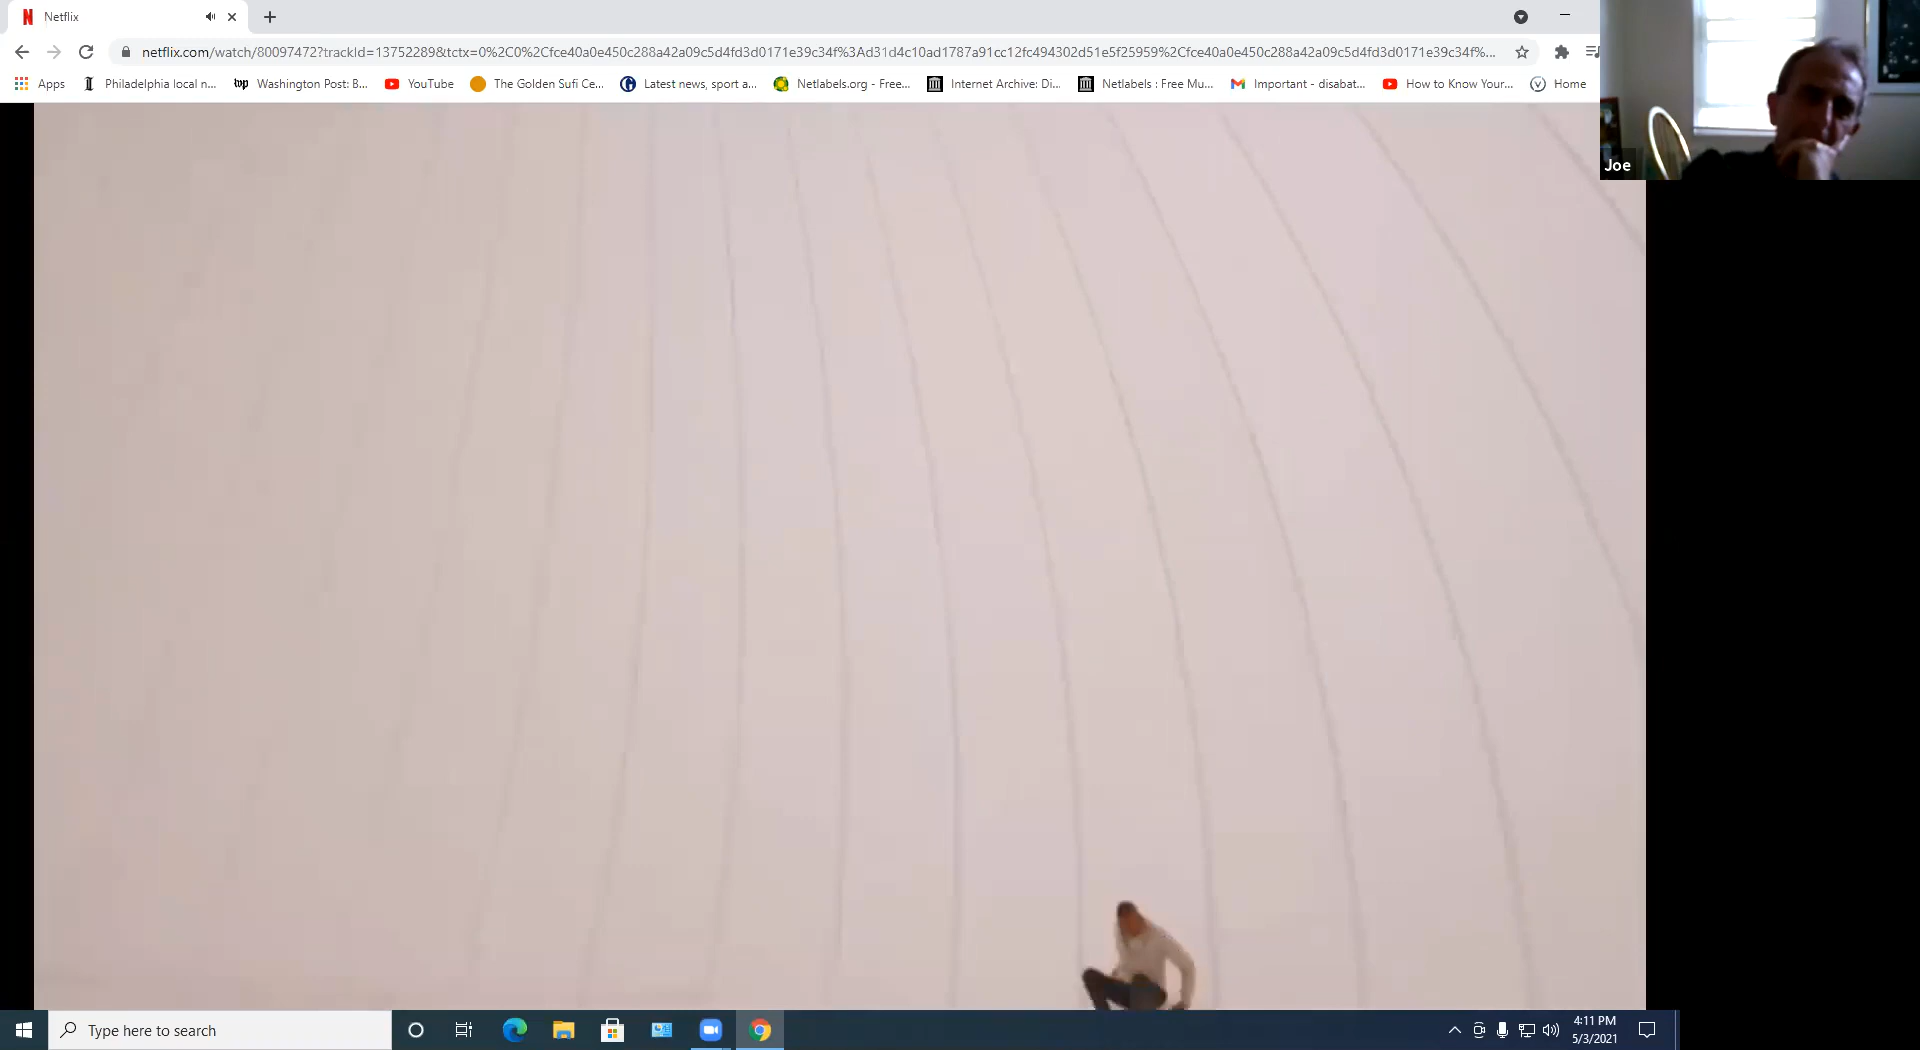 Netflix
netflix.com/watch/80097472?trackId=13752289&tctx=0%2C0%2Cfce40a0e450c288a42a09c5d4fd3d0171e39c34f%3Ad31d4c10ad1787a91cc12fc494302d51e5f25959%2Cfce40a0e450c288a42a09c5d4fd3d0171e39c34f%...
Apps
Philadelphia local n...
wp Washington Post: B...
YouTube
The Golden Sufi Ce...
Latest news, sport a...
Netlabels.org - Free...
Internet Archive: Di...
Netlabels : Free Mu...
Important - disabat...
How to Know Your...
Home
Joe
Type here to search
4:11 PM
5/3/2021